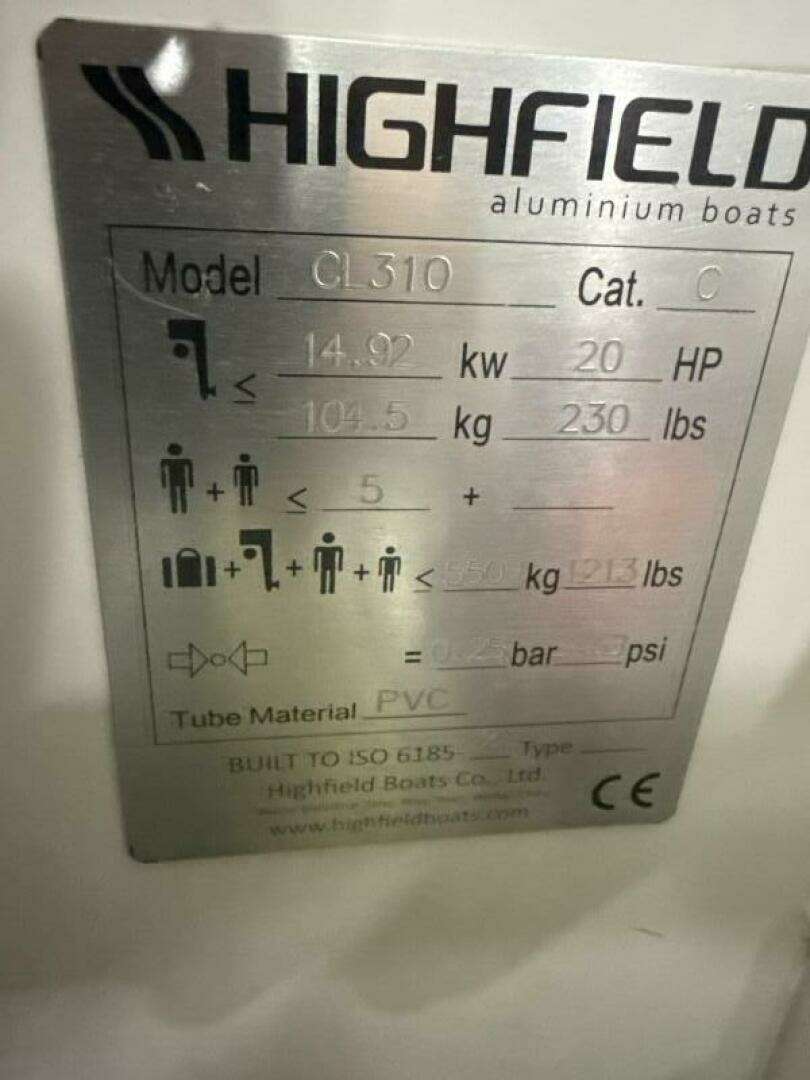 HIGHFIELD
aluminium boats
Model CL310 Cat. C
≤ 14.92 kw 20 HP
104.5 kg 230 lbs
+ ≤ 5 +
+ + + ≤ 550 kg 1213 lbs
= 0.25 bar psi
Tube Material PVC
BUILT TO ISO 6185- Type
Highfield Boats Co., Ltd.
www.highfieldboats.com
CE